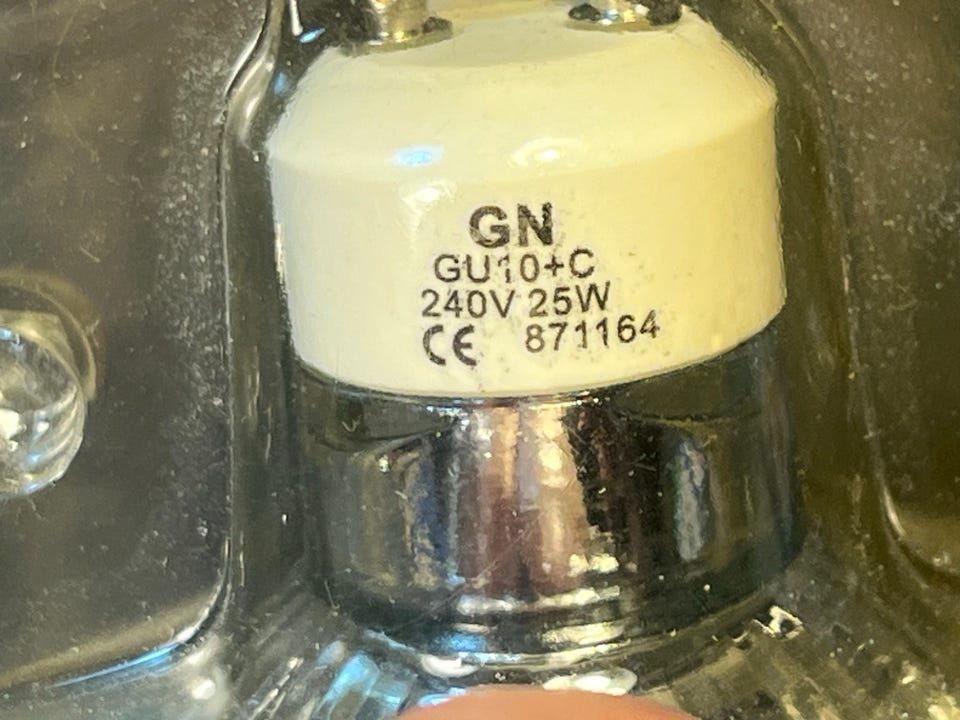 GN
GU10+C
240V 25W
CE 871164